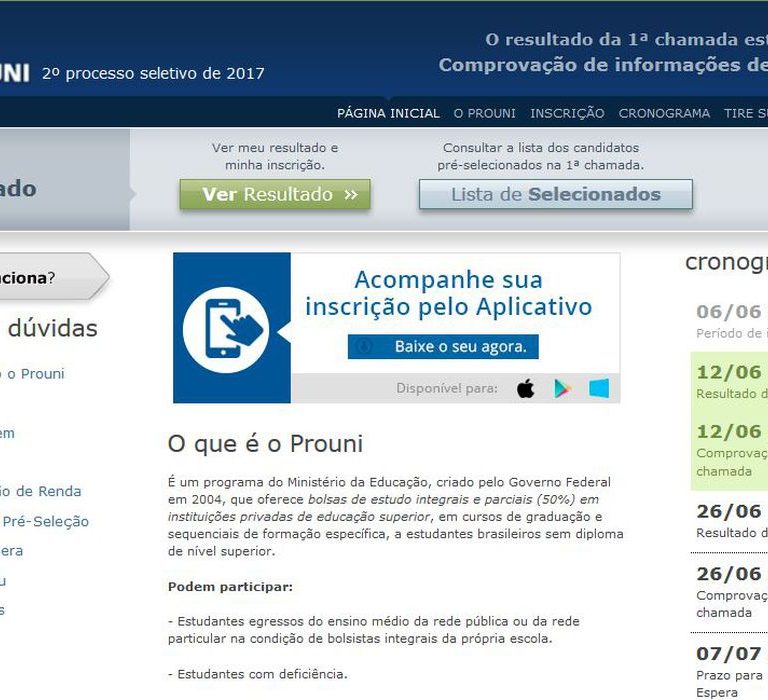 O resultado da 1ª chamada est
UNI 2º processo seletivo de 2017
Comprovação de informações de
PÁGINA INICIAL O PROUNI INSCRIÇÃO CRONOGRAMA TIRE SU
ado
Ver meu resultado e
minha inscrição.
Ver Resultado »
Consultar a lista dos candidatos
pré-selecionados na 1ª chamada.
Lista de Selecionados
nciona?
dúvidas
o o Prouni
em
io de Renda
Pré-Seleção
era
u
s
Acompanhe sua
inscrição pelo Aplicativo
Baixe o seu agora.
Disponível para:
O que é o Prouni
É um programa do Ministério da Educação, criado pelo Governo Federal
em 2004, que oferece bolsas de estudo integrais e parciais (50%) em
instituições privadas de educação superior, em cursos de graduação e
sequenciais de formação específica, a estudantes brasileiros sem diploma
de nível superior.
Podem participar:
- Estudantes egressos do ensino médio da rede pública ou da rede
particular na condição de bolsistas integrais da própria escola.
- Estudantes com deficiência.
cronogr
06/06
Período de i
12/06
Resultado d
12/06
Comprovaç
chamada
26/06
Resultado d
26/06
Comprovaç
chamada
07/07
Prazo para
Espera